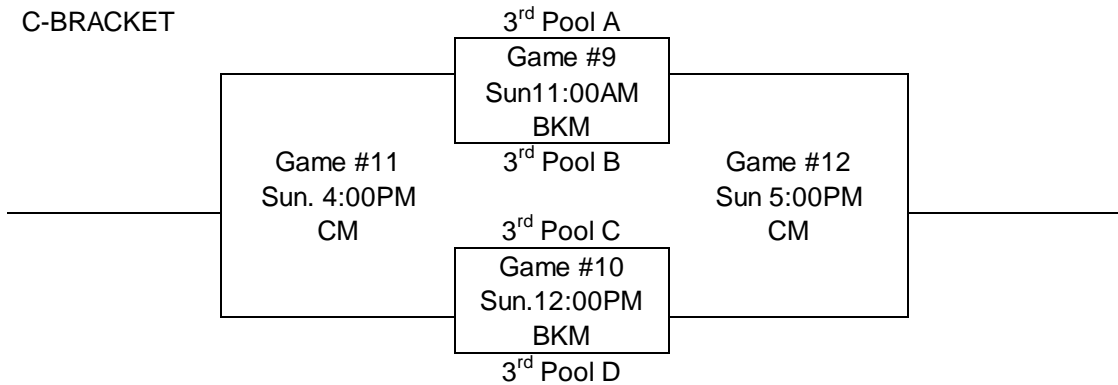 C-BRACKET
3rd Pool A
Game #9
Sun11:00AM
BKM
3rd Pool B
Game #11
Sun. 4:00PM
CM
Game #12
Sun 5:00PM
CM
3rd Pool C
Game #10
Sun.12:00PM
BKM
3rd Pool D